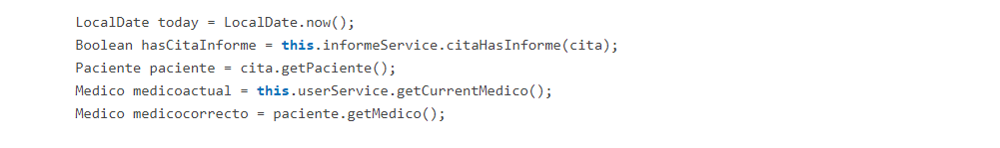 LocalDate today = LocalDate.now();
Boolean hasCitaInforme = this.informeService.citaHasInforme(cita);
Paciente paciente = cita.getPaciente();
Medico medicoactual = this.userService.getCurrentMedico();
Medico medicocorrecto = paciente.getMedico();